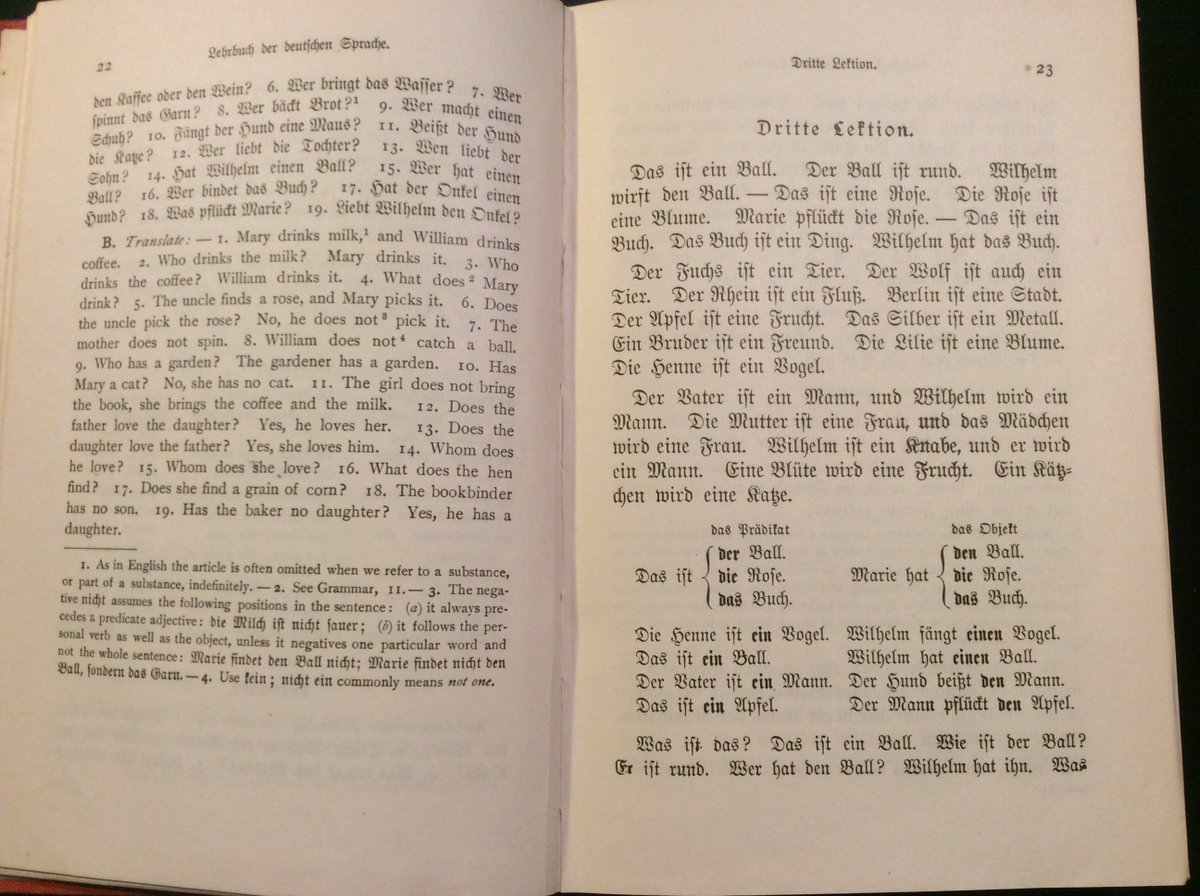 22
Lehrbuch der deutschen Sprache.
den Kaffee oder den Wein? 6. Wer bringt das Wasser? 7. Wer
spinnt das Garn? 8. Wer bäckt Brot?¹ 9. Wer macht einen
Schuh? 10. Fängt der Hund eine Maus? 11. Beißt der Hund
die Katze? 12. Wer liebt die Tochter? 13. Wen liebt der
Sohn? 14. Hat Wilhelm einen Ball? 15. Wer hat einen
Ball? 16. Wer bindet das Buch? 17. Hat der Onkel einen
Hund? 18. Was pflückt Marie? 19. Liebt Wilhelm den Onkel?
B. Translate: — 1. Mary drinks milk,¹ and William drinks
coffee. 2. Who drinks the milk? Mary drinks it. 3. Who
drinks the coffee? William drinks it. 4. What does² Mary
drink? 5. The uncle finds a rose, and Mary picks it. 6. Does
the uncle pick the rose? No, he does not³ pick it. 7. The
mother does not spin. 8. William does not⁴ catch a ball.
9. Who has a garden? The gardener has a garden. 10. Has
Mary a cat? No, she has no cat. 11. The girl does not bring
the book, she brings the coffee and the milk. 12. Does the
father love the daughter? Yes, he loves her. 13. Does the
daughter love the father? Yes, she loves him. 14. Whom does
he love? 15. Whom does she love? 16. What does the hen
find? 17. Does she find a grain of corn? 18. The bookbinder
has no son. 19. Has the baker no daughter? Yes, he has a
daughter.
1. As in English the article is often omitted when we refer to a substance,
or part of a substance, indefinitely. — 2. See Grammar, 11. — 3. The nega-
tive nicht assumes the following positions in the sentence: (a) it always pre-
cedes a predicate adjective: die Milch ist nicht sauer; (b) it follows the per-
sonal verb as well as the object, unless it negatives one particular word and
not the whole sentence: Marie findet den Ball nicht; Marie findet nicht den
Ball, sondern das Garn. — 4. Use kein; nicht ein commonly means not one.
Dritte Lektion.
23
Dritte Lektion.
Das ist ein Ball. Der Ball ist rund. Wilhelm
wirft den Ball. — Das ist eine Rose. Die Rose ist
eine Blume. Marie pflückt die Rose. — Das ist ein
Buch. Das Buch ist ein Ding. Wilhelm hat das Buch.
Der Fuchs ist ein Tier. Der Wolf ist auch ein
Tier. Der Rhein ist ein Fluß. Berlin ist eine Stadt.
Der Apfel ist eine Frucht. Das Silber ist ein Metall.
Ein Bruder ist ein Freund. Die Lilie ist eine Blume.
Die Henne ist ein Vogel.
Der Vater ist ein Mann, und Wilhelm wird ein
Mann. Die Mutter ist eine Frau, und das Mädchen
wird eine Frau. Wilhelm ist ein Knabe, und er wird
ein Mann. Eine Blüte wird eine Frucht. Ein Kätz-
chen wird eine Katze.
das Prädikat das Objekt
der Ball. den Ball.
Das ist die Rose. Marie hat die Rose.
das Buch. das Buch.
Die Henne ist ein Vogel. Wilhelm fängt einen Vogel.
Das ist ein Ball. Wilhelm hat einen Ball.
Der Vater ist ein Mann. Der Hund beißt den Mann.
Das ist ein Apfel. Der Mann pflückt den Apfel.
Was ist das? Das ist ein Ball. Wie ist der Ball?
Er ist rund. Wer hat den Ball? Wilhelm hat ihn. Was